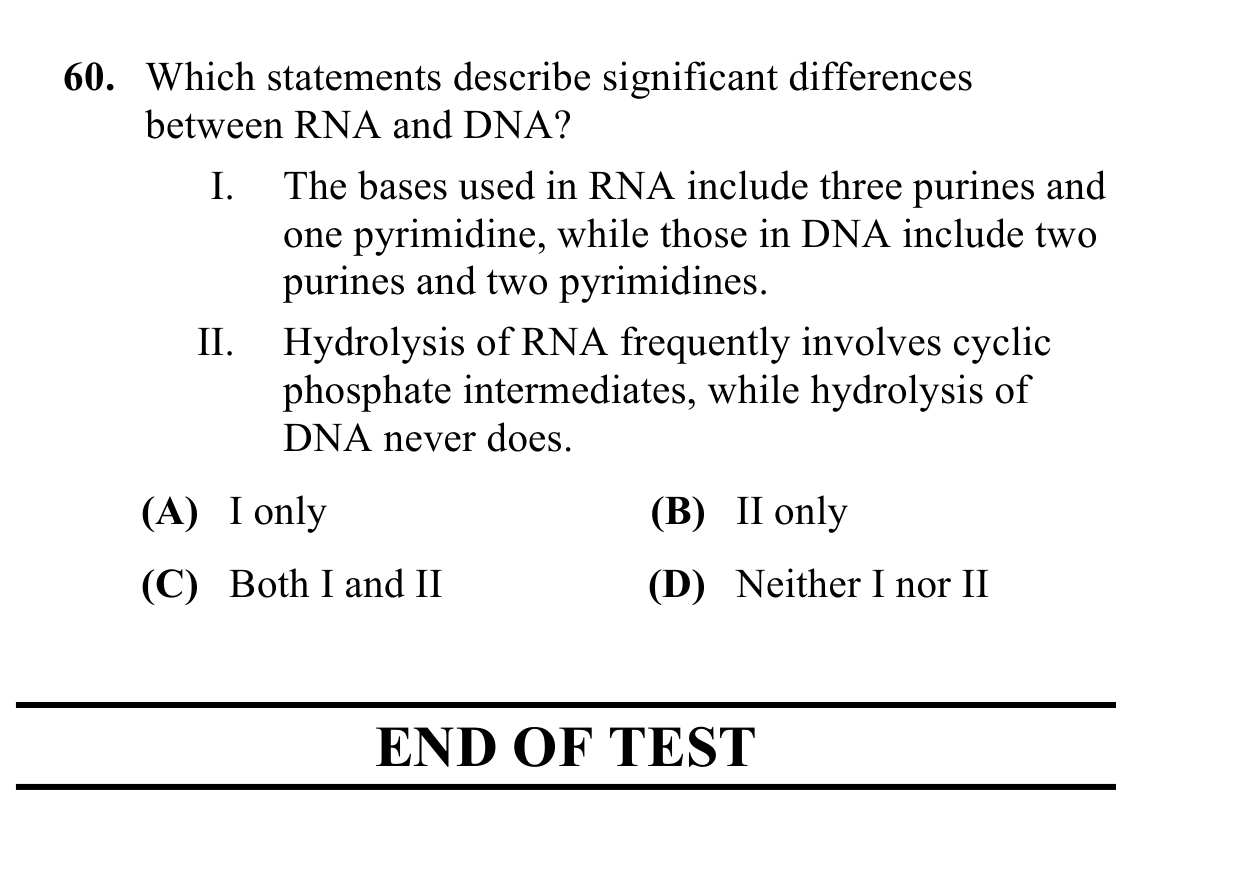 60. Which statements describe significant differences
between RNA and DNA?
I. The bases used in RNA include three purines and
one pyrimidine, while those in DNA include two
purines and two pyrimidines.
II. Hydrolysis of RNA frequently involves cyclic
phosphate intermediates, while hydrolysis of
DNA never does.
(A) I only (B) II only
(C) Both I and II (D) Neither I nor II
END OF TEST